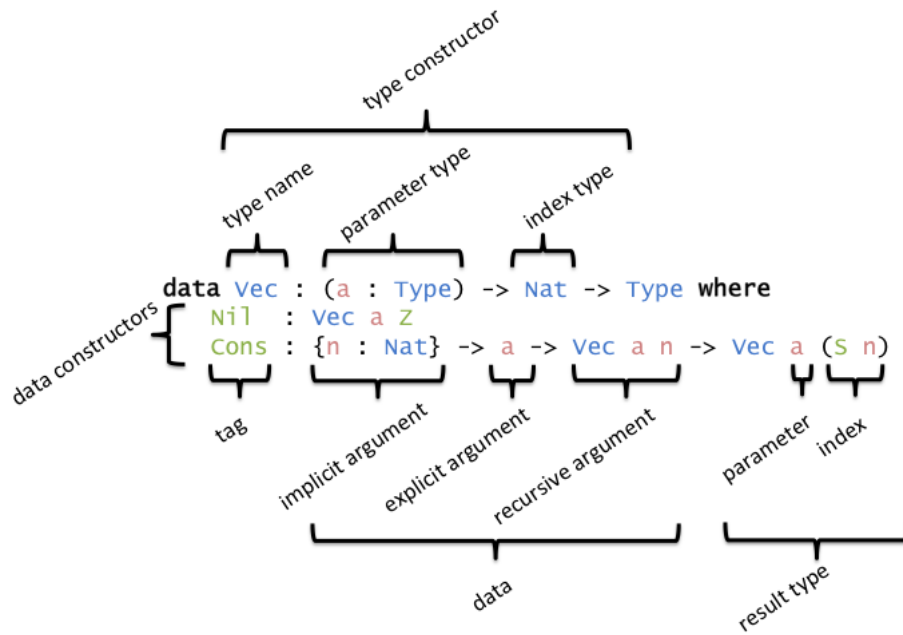 type constructor
type name
parameter type
index type
data Vec : (a : Type) -> Nat -> Type where
data constructors
Nil : Vec a Z
Cons : {n : Nat} -> a -> Vec a n -> Vec a (S n)
tag
implicit argument
explicit argument
recursive argument
parameter
index
data
result type